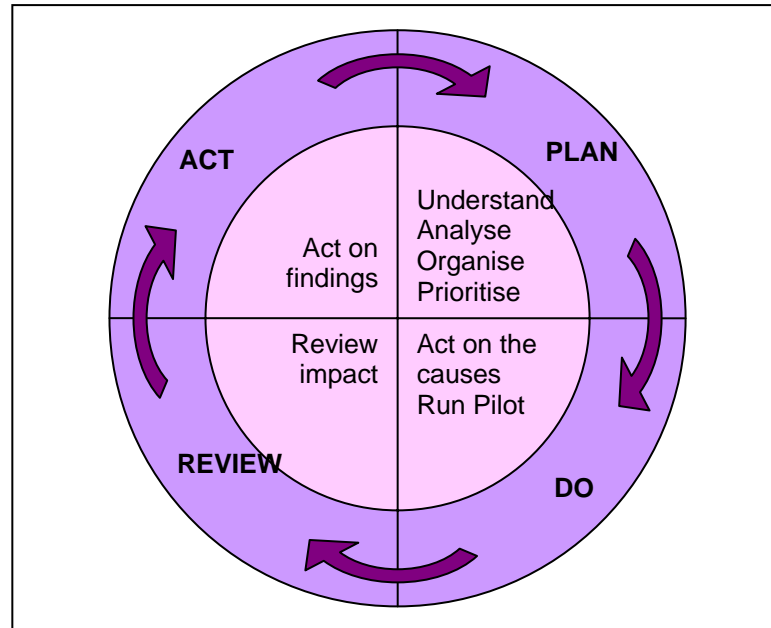 ACT
PLAN
Act on
findings
Understand
Analyse
Organise
Prioritise
Review
impact
Act on the
causes
Run Pilot
REVIEW
DO